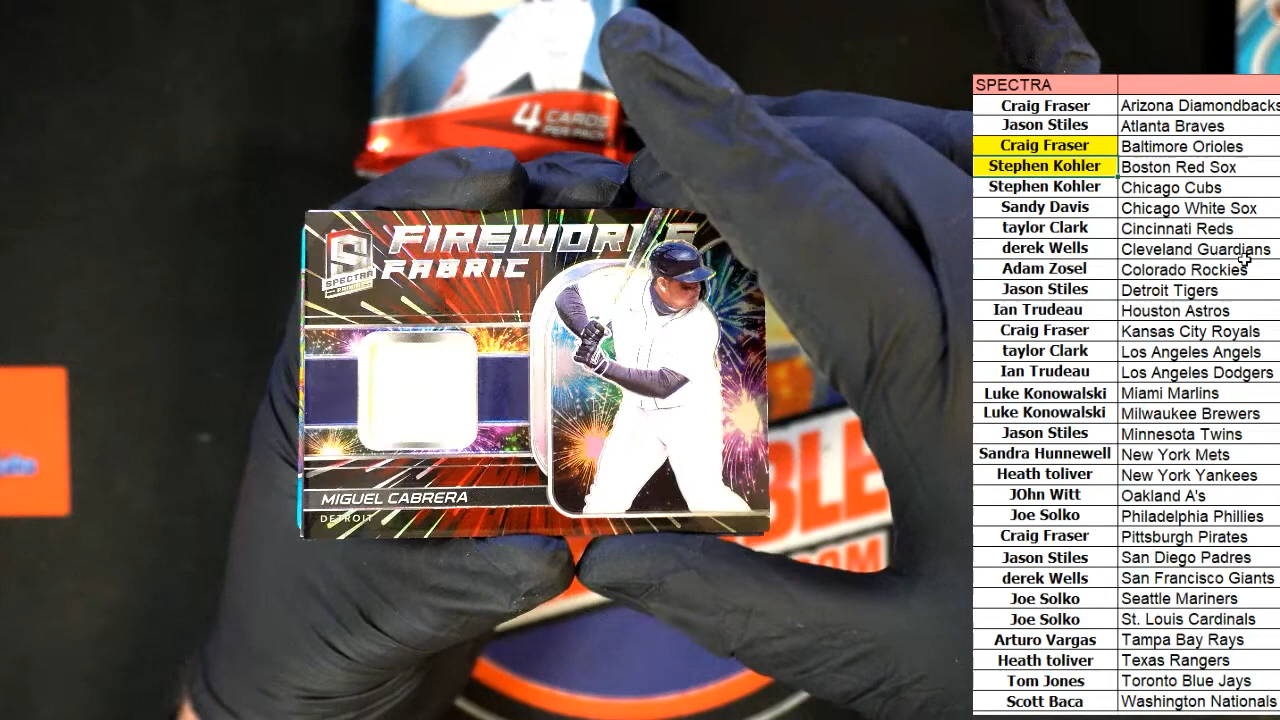 4 CARDS
PER PACK
FIREWORKS
FABRIC
SPECTRA
MIGUEL CABRERA
DETROIT
SPECTRA
Craig Fraser Arizona Diamondbacks
Jason Stiles Atlanta Braves
Craig Fraser Baltimore Orioles
Stephen Kohler Boston Red Sox
Stephen Kohler Chicago Cubs
Sandy Davis Chicago White Sox
taylor Clark Cincinnati Reds
derek Wells Cleveland Guardians
Adam Zosel Colorado Rockies
Jason Stiles Detroit Tigers
Ian Trudeau Houston Astros
Craig Fraser Kansas City Royals
taylor Clark Los Angeles Angels
Ian Trudeau Los Angeles Dodgers
Luke Konowalski Miami Marlins
Luke Konowalski Milwaukee Brewers
Jason Stiles Minnesota Twins
Sandra Hunnewell New York Mets
Heath toliver New York Yankees
JOhn Witt Oakland A's
Joe Solko Philadelphia Phillies
Craig Fraser Pittsburgh Pirates
Jason Stiles San Diego Padres
derek Wells San Francisco Giants
Joe Solko Seattle Mariners
Joe Solko St. Louis Cardinals
Arturo Vargas Tampa Bay Rays
Heath toliver Texas Rangers
Tom Jones Toronto Blue Jays
Scott Baca Washington Nationals